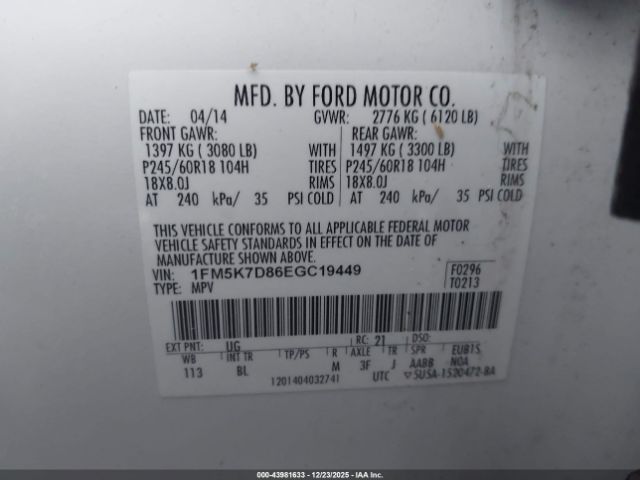 MFD. BY FORD MOTOR CO.
DATE: 04/14 GVWR: 2776 KG ( 6120 LB)
FRONT GAWR: REAR GAWR:
1397 KG ( 3080 LB) WITH 1497 KG ( 3300 LB) WITH
P245/60R18 104H TIRES P245/60R18 104H TIRES
18X8.0J RIMS 18X8.0J RIMS
AT 240 kPa/ 35 PSI COLD AT 240 kPa/ 35 PSI COLD
THIS VEHICLE CONFORMS TO ALL APPLICABLE FEDERAL MOTOR
VEHICLE SAFETY STANDARDS IN EFFECT ON THE DATE OF
MANUFACTURE SHOWN ABOVE.
VIN: 1FM5K7D86EGC19449 F0296
TYPE: MPV T0213
EXT PNT: UG RC: 21 DSO:
WB INT TR TP/PS R AXLE TR SPR EUB1S
113 BL M 3F J AABB NOA
1201404032741 UTC 5USA-1520472-BA
000-43981633 - 12/23/2025 - IAAI.COM